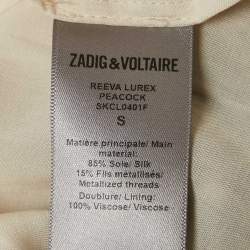 ZADIG & VOLTAIRE
REEVA LUREX
PEACOCK
SKCL0401F
S
Matière principale/ Main
material:
85% Soie/ Silk
15% Fils metallisés/
Metallized threads
Doublure/ Lining:
100% Viscose/ Viscose